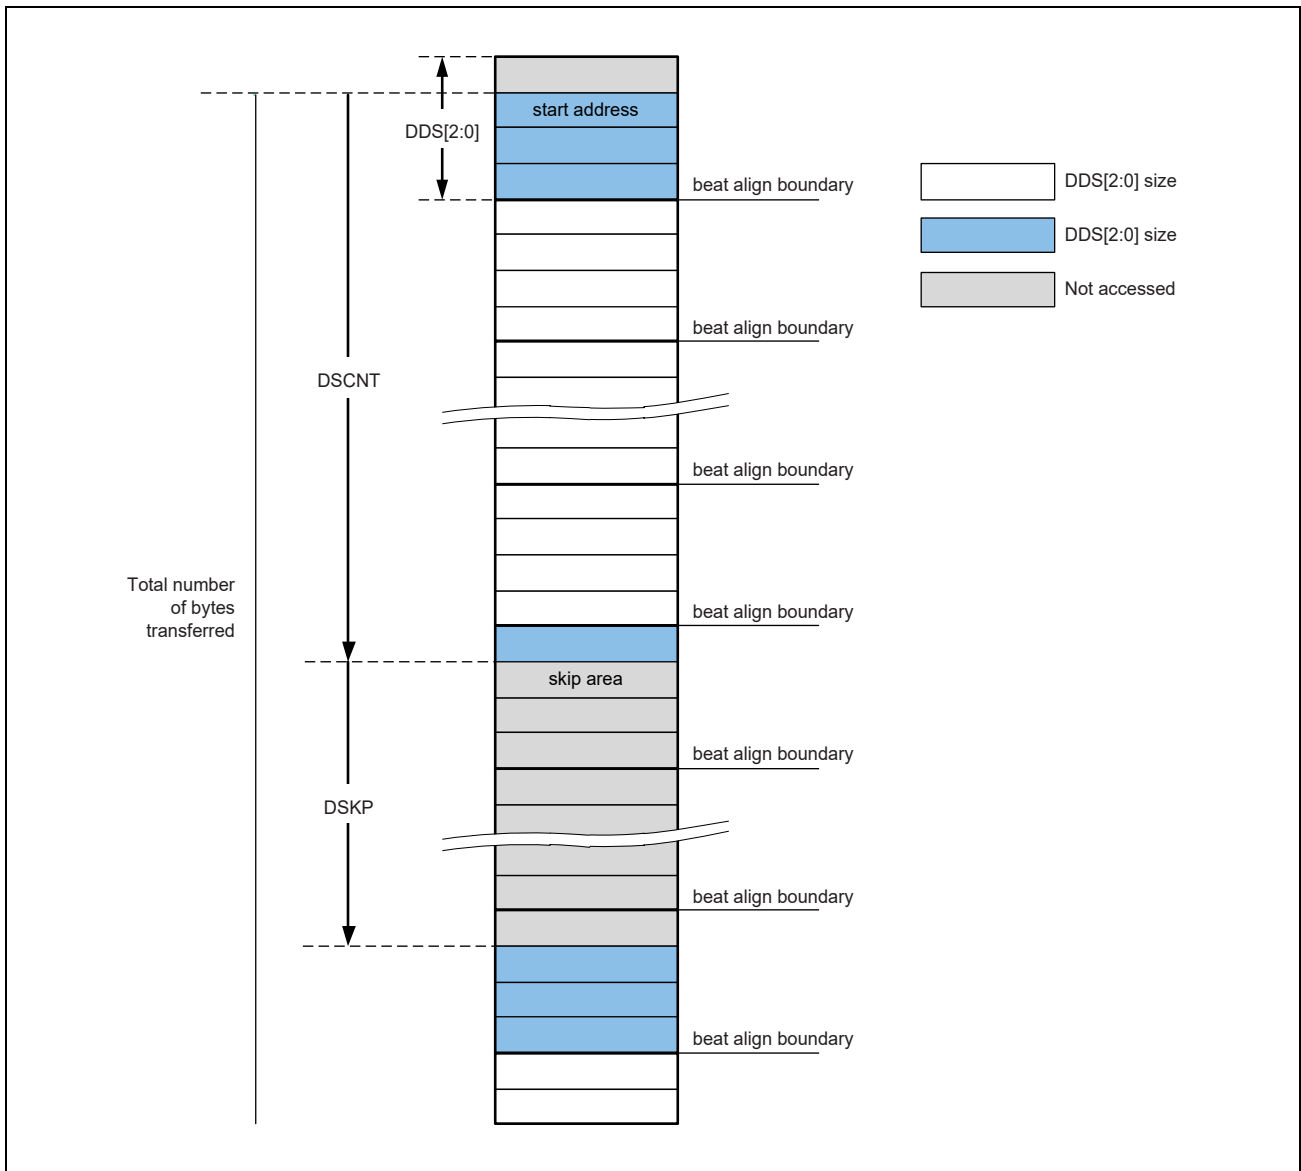 start address
DDS[2:0]
beat align boundary
DDS[2:0] size
DDS[2:0] size
Not accessed
beat align boundary
DSCNT
beat align boundary
Total number
of bytes
transferred
beat align boundary
skip area
beat align boundary
DSKP
beat align boundary
beat align boundary